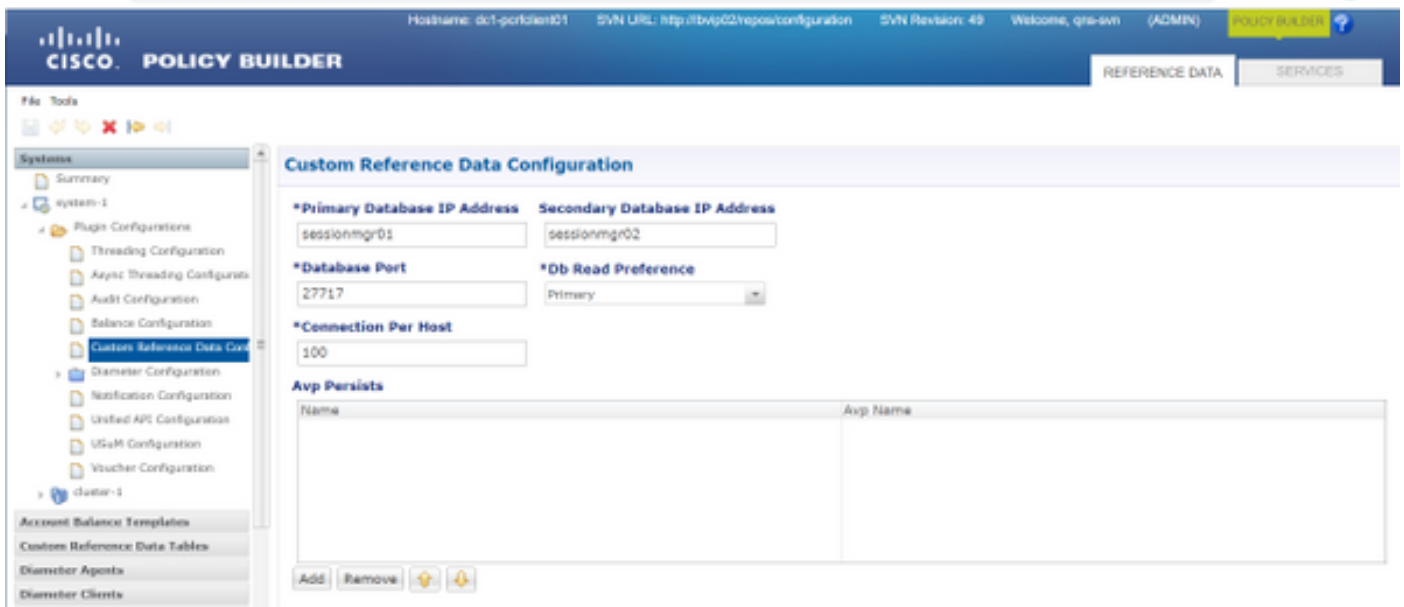 Hostname: dc1-pcrfclient01 SVN URL: http://lbvip02/repos/configuration SVN Revision: 49 Welcome, qns-svn (ADMIN) POLICY BUILDER ?
CISCO. POLICY BUILDER
REFERENCE DATA SERVICES
File Tools
Systems
Summary
system-1
Plugin Configurations
Threading Configuration
Async Threading Configurati
Audit Configuration
Balance Configuration
Custom Reference Data Conf
Diameter Configuration
Notification Configuration
Unified API Configuration
USuM Configuration
Voucher Configuration
cluster-1
Account Balance Templates
Custom Reference Data Tables
Diameter Agents
Diameter Clients
Custom Reference Data Configuration
*Primary Database IP Address Secondary Database IP Address
sessionmgr01 sessionmgr02
*Database Port *Db Read Preference
27717 Primary
*Connection Per Host
100
Avp Persists
Name Avp Name
Add Remove